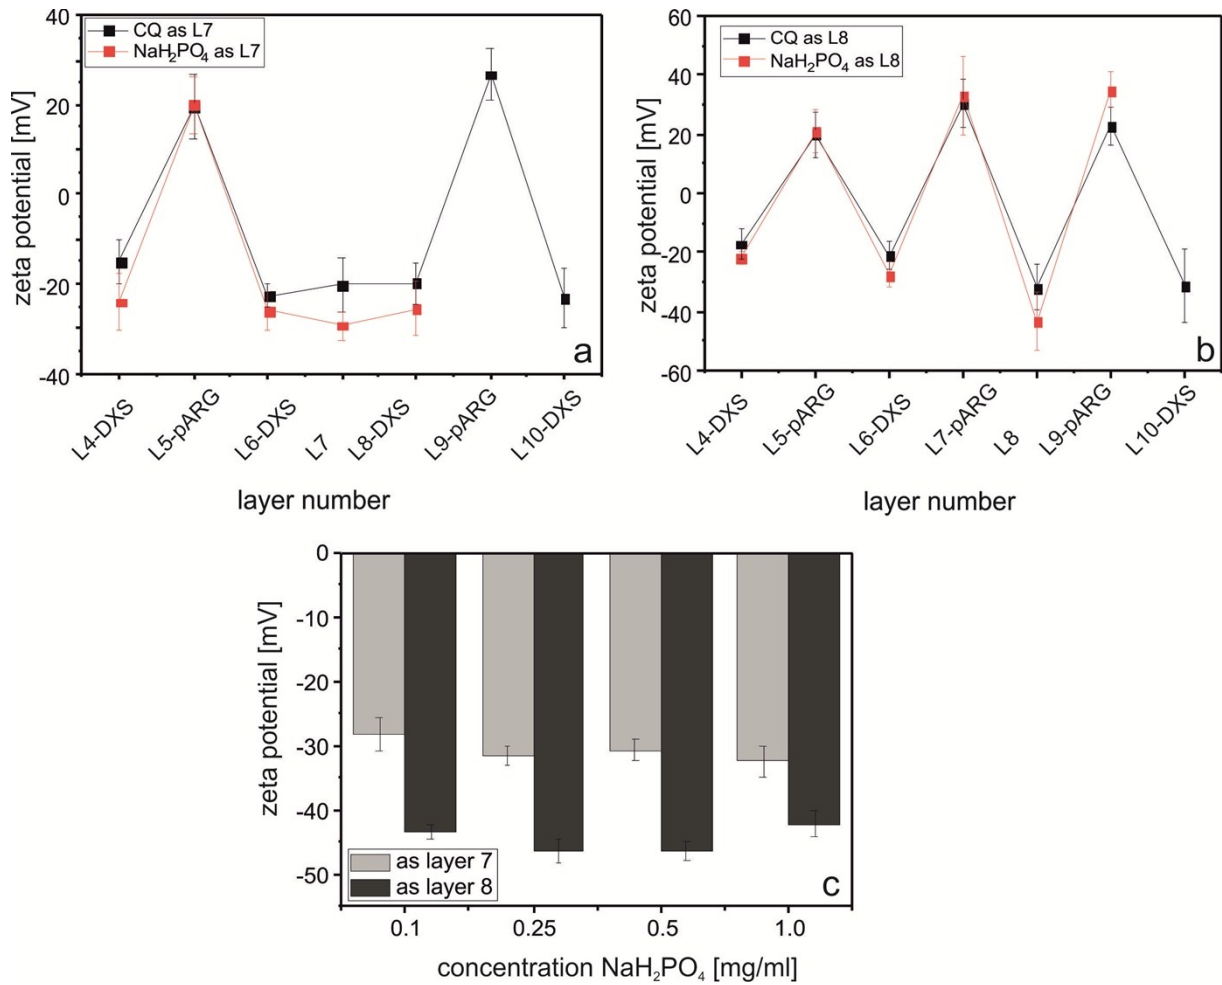 CQ as L7
NaH₂PO₄ as L7
zeta potential [mV]
40
20
0
-20
-40
L4-DXS
L5-pARG
L6-DXS
L7
L8-DXS
L9-pARG
L10-DXS
layer number
a
CQ as L8
NaH₂PO₄ as L8
zeta potential [mV]
60
40
20
0
-20
-40
-60
L4-DXS
L5-pARG
L6-DXS
L7-pARG
L8
L9-pARG
L10-DXS
layer number
b
zeta potential [mV]
0
-10
-20
-30
-40
-50
as layer 7
as layer 8
c
0.1 0.25 0.5 1.0
concentration NaH₂PO₄ [mg/ml]